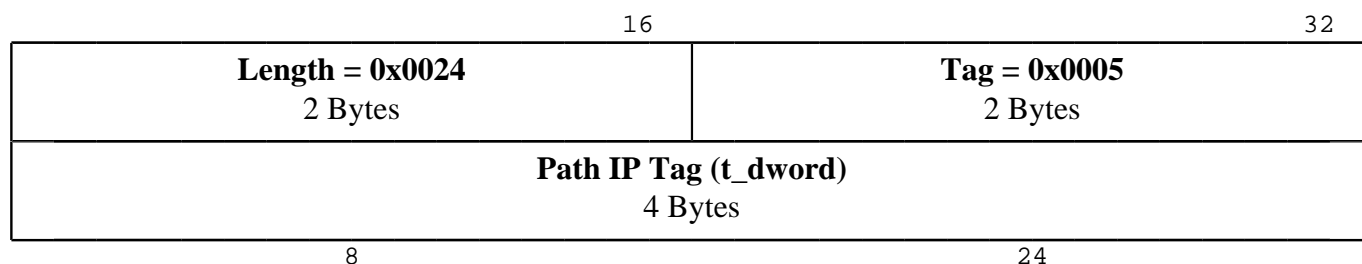 16 32
Length = 0x0024 Tag = 0x0005
2 Bytes 2 Bytes
Path IP Tag (t_dword)
4 Bytes
8 24